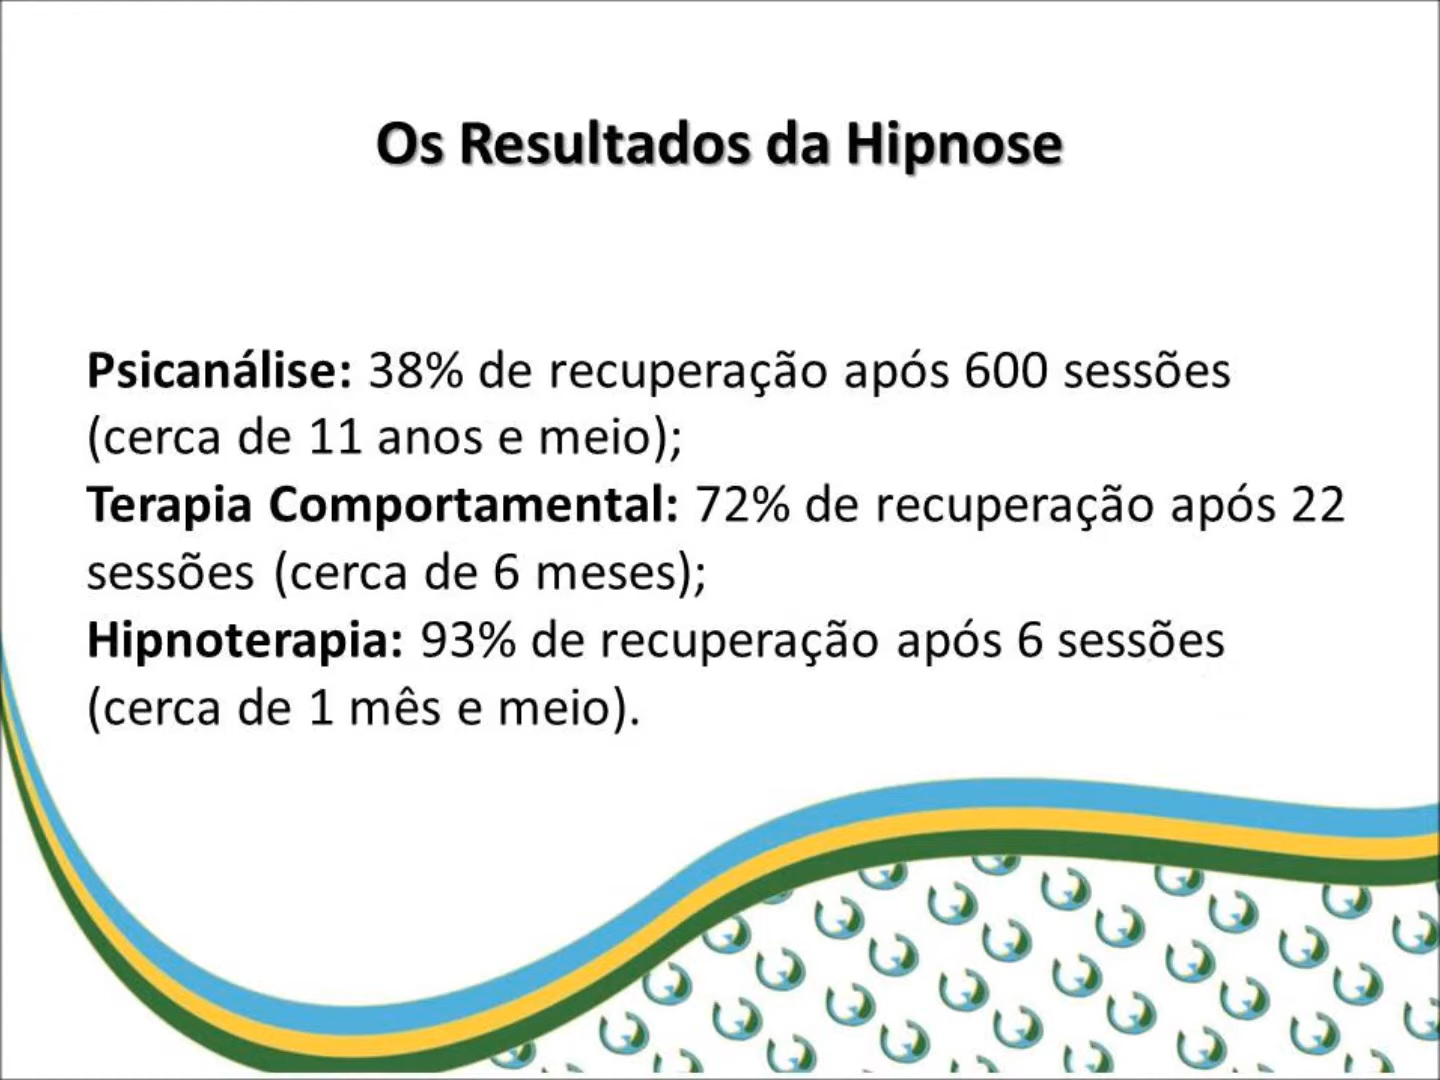 Os Resultados da Hipnose
Psicanálise: 38% de recuperação após 600 sessões
(cerca de 11 anos e meio);
Terapia Comportamental: 72% de recuperação após 22
sessões (cerca de 6 meses);
Hipnoterapia: 93% de recuperação após 6 sessões
(cerca de 1 mês e meio).